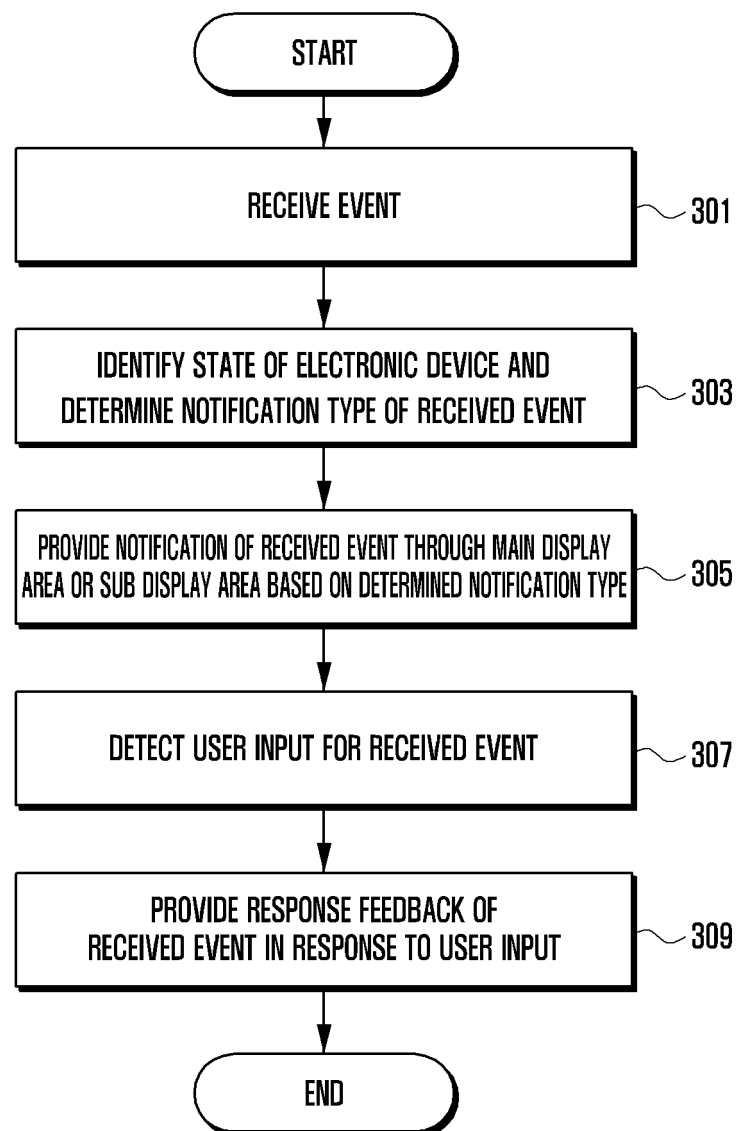 START
RECEIVE EVENT
301
IDENTIFY STATE OF ELECTRONIC DEVICE AND
DETERMINE NOTIFICATION TYPE OF RECEIVED EVENT
303
PROVIDE NOTIFICATION OF RECEIVED EVENT THROUGH MAIN DISPLAY
AREA OR SUB DISPLAY AREA BASED ON DETERMINED NOTIFICATION TYPE
305
DETECT USER INPUT FOR RECEIVED EVENT
307
PROVIDE RESPONSE FEEDBACK OF
RECEIVED EVENT IN RESPONSE TO USER INPUT
309
END